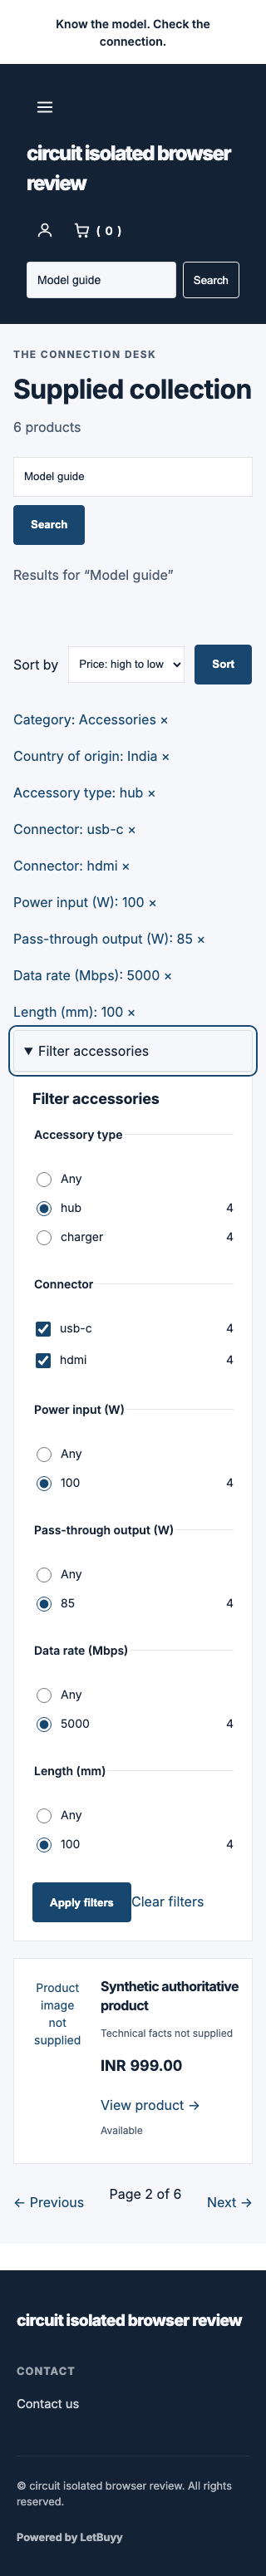 Know the model. Check the
connection.
circuit isolated browser
review
( 0 )
Model guide
Search
THE CONNECTION DESK
Supplied collection
6 products
Model guide
Search
Results for “Model guide”
Sort by
Price: high to low
Sort
Category: Accessories ×
Country of origin: India ×
Accessory type: hub ×
Connector: usb-c ×
Connector: hdmi ×
Power input (W): 100 ×
Pass-through output (W): 85 ×
Data rate (Mbps): 5000 ×
Length (mm): 100 ×
▼ Filter accessories
Filter accessories
Accessory type
Any
hub 4
charger 4
Connector
usb-c 4
hdmi 4
Power input (W)
Any
100 4
Pass-through output (W)
Any
85 4
Data rate (Mbps)
Any
5000 4
Length (mm)
Any
100 4
Apply filters
Clear filters
Product
image
not
supplied
Synthetic authoritative
product
Technical facts not supplied
INR 999.00
View product →
Available
← Previous
Page 2 of 6
Next →
circuit isolated browser review
CONTACT
Contact us
© circuit isolated browser review. All rights
reserved.
Powered by LetBuyy